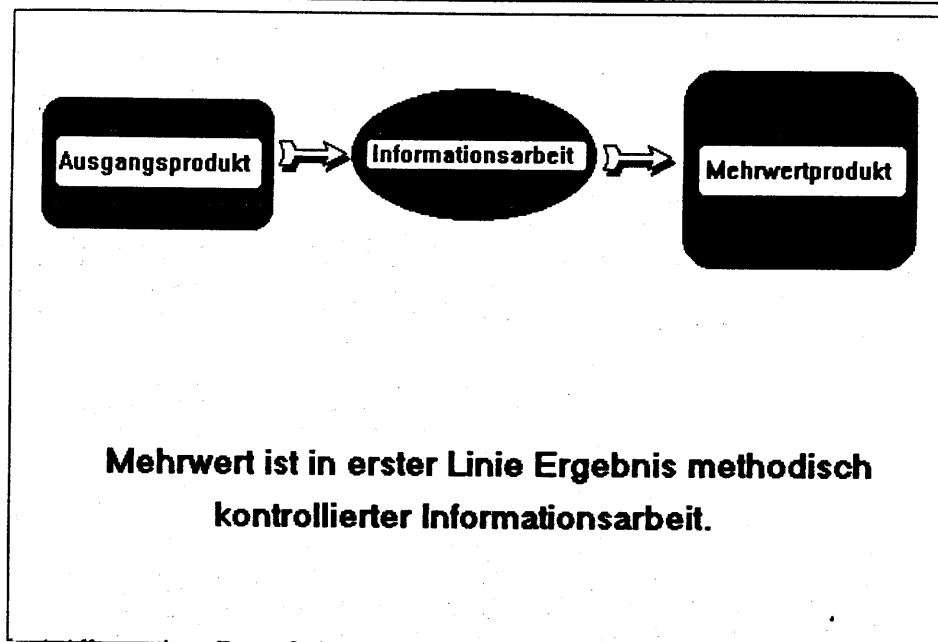 Ausgangsprodukt
Informationsarbeit
Mehrwertprodukt
Mehrwert ist in erster Linie Ergebnis methodisch
kontrollierter Informationsarbeit.